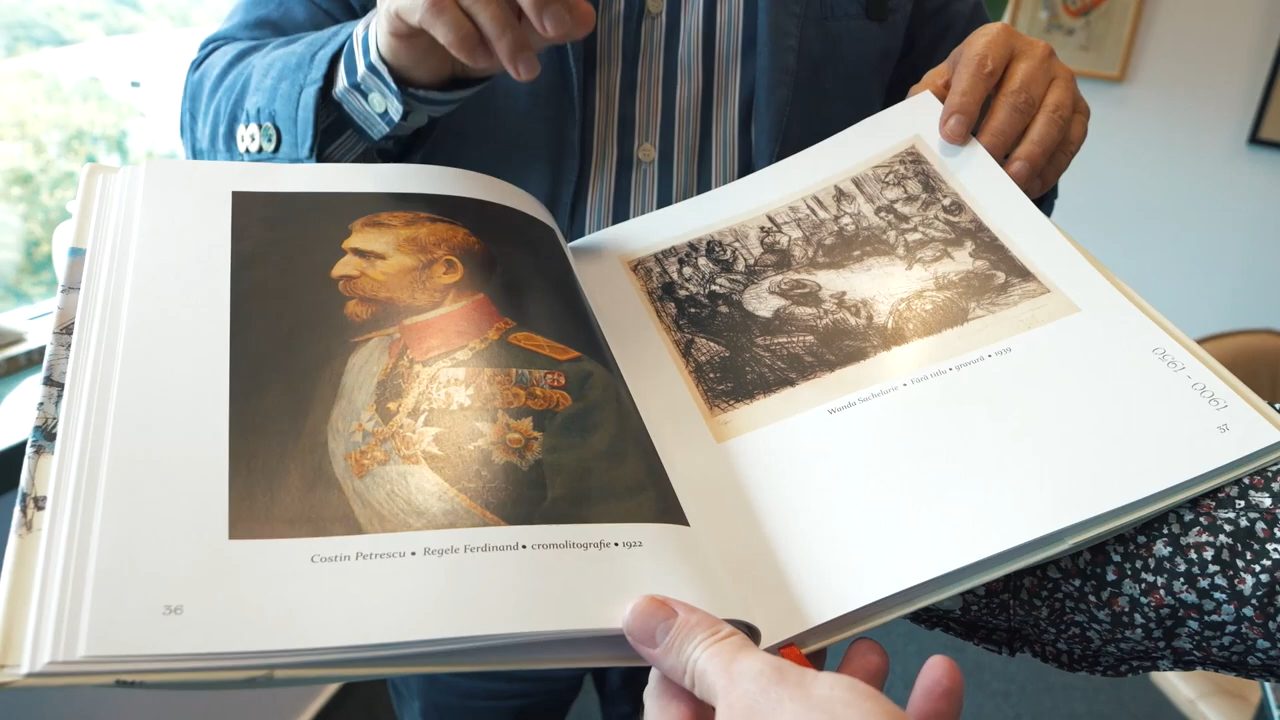 Costin Petrescu • Regele Ferdinand • cromolitografie • 1922
36
Wanda Sachelarie • Fără titlu • gravură • 1939
1900 - 1950
37